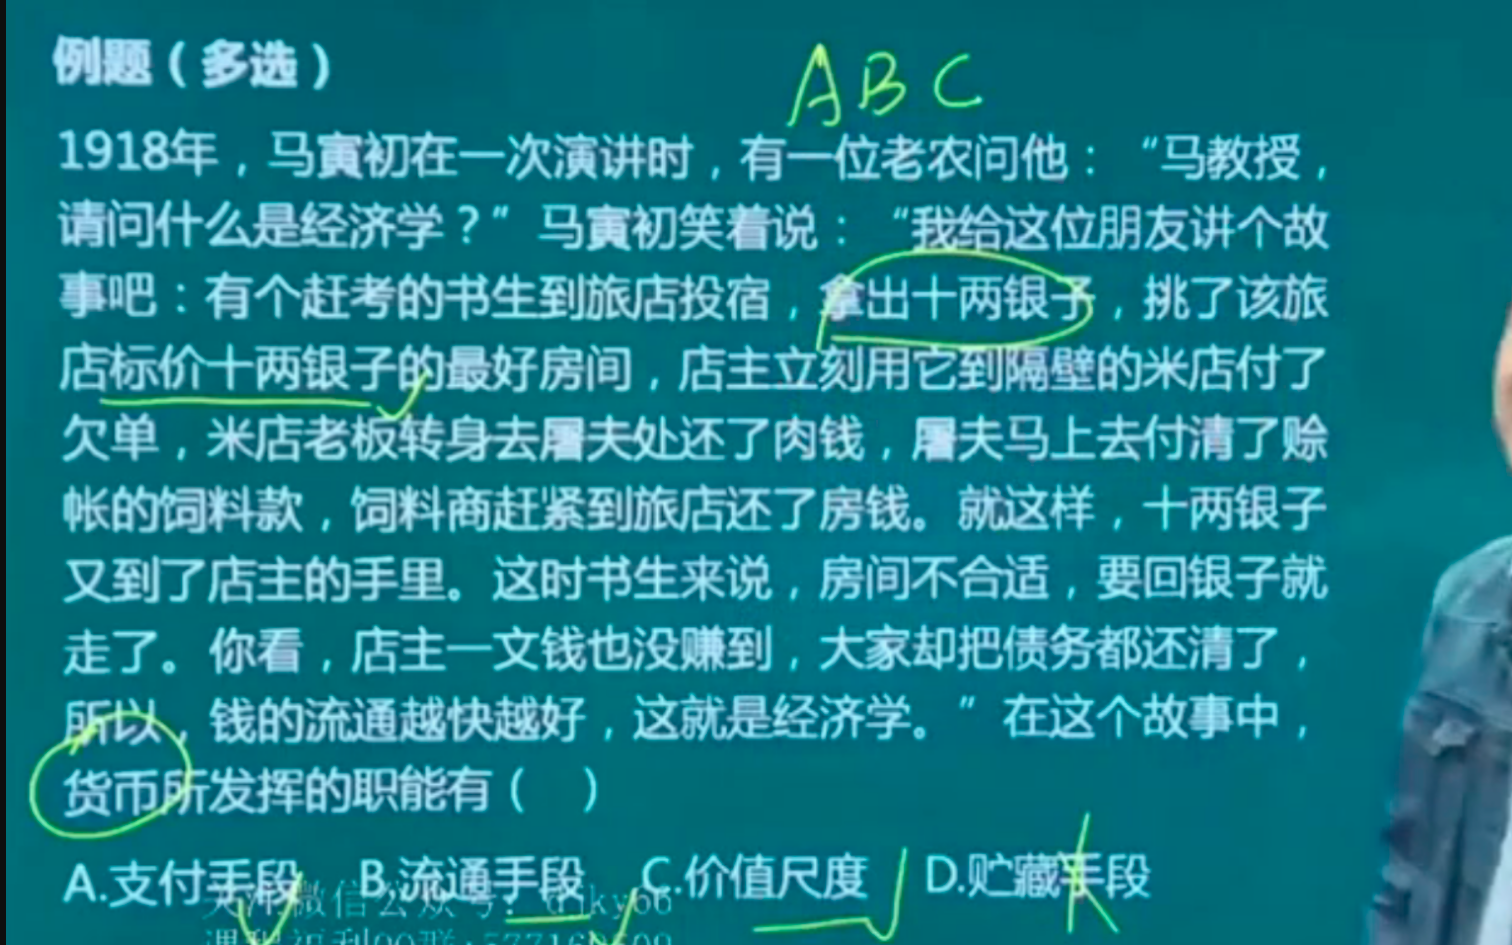 例题（多选）
ABC
1918年，马寅初在一次演讲时，有一位老农问他：“马教授，
请问什么是经济学？”马寅初笑着说：“我给这位朋友讲个故
事吧：有个赶考的书生到旅店投宿，拿出十两银子，挑了该旅
店标价十两银子的最好房间，店主立刻用它到隔壁的米店付了
欠单，米店老板转身去屠夫处还了肉钱，屠夫马上去付清了赊
帐的饲料款，饲料商赶紧到旅店还了房钱。就这样，十两银子
又到了店主的手里。这时书生来说，房间不合适，要回银子就
走了。你看，店主一文钱也没赚到，大家却把债务都还清了，
所以，钱的流通越快越好，这就是经济学。”在这个故事中，
货币所发挥的职能有（ ）
A.支付手段 B.流通手段 C.价值尺度 D.贮藏手段
微信公众号：